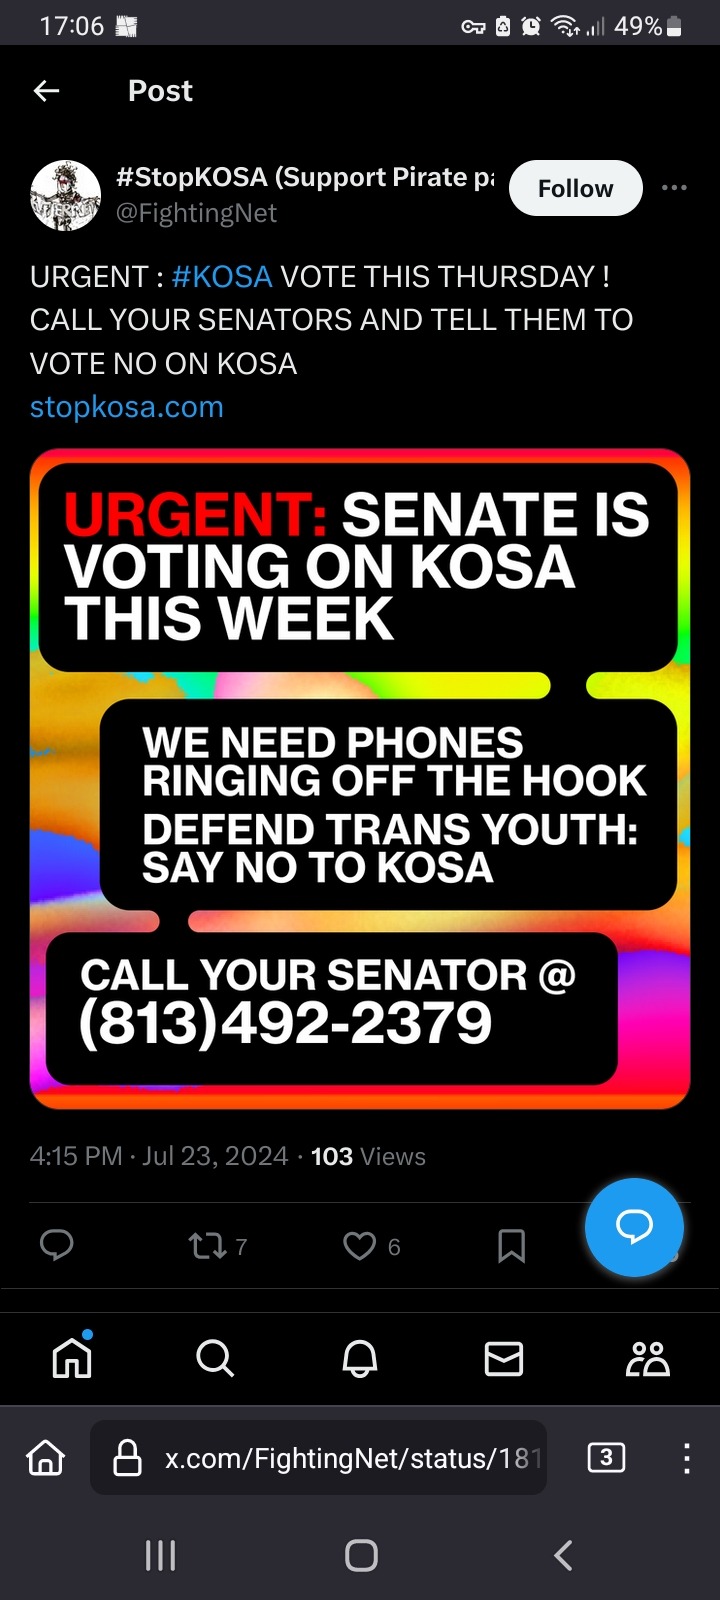 17:06
49%
Post
#StopKOSA (Support Pirate pa
Follow
@FightingNet
URGENT : #KOSA VOTE THIS THURSDAY !
CALL YOUR SENATORS AND TELL THEM TO
VOTE NO ON KOSA
stopkosa.com
URGENT: SENATE IS
VOTING ON KOSA
THIS WEEK
WE NEED PHONES
RINGING OFF THE HOOK
DEFEND TRANS YOUTH:
SAY NO TO KOSA
CALL YOUR SENATOR @
(813)492-2379
4:15 PM · Jul 23, 2024 · 103 Views
7
6
x.com/FightingNet/status/181
3